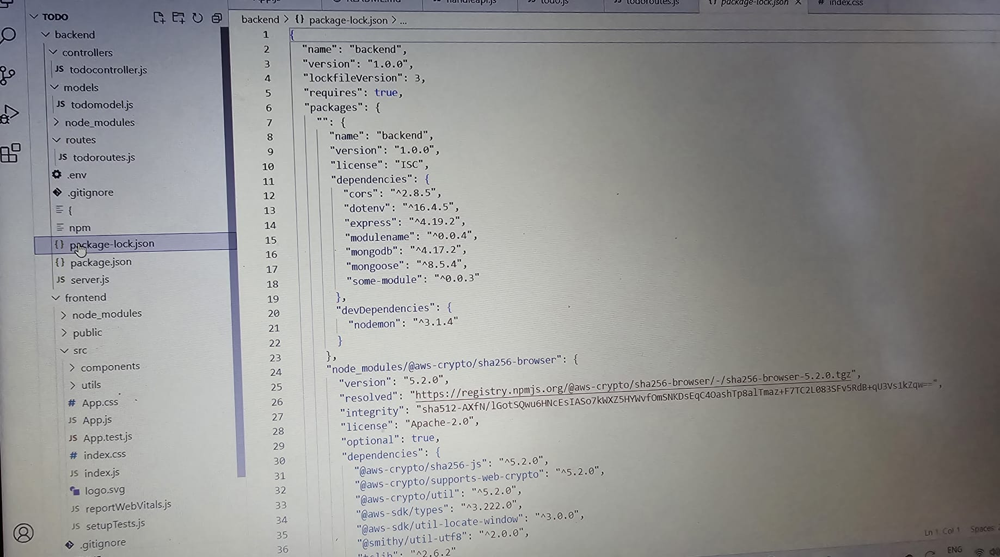 TODO
backend
controllers
JS todocontroller.js
models
JS todomodel.js
node_modules
routes
JS todoroutes.js
.env
.gitignore
{
npm
{} package-lock.json
{} package.json
JS server.js
frontend
node_modules
public
src
components
utils
# App.css
JS App.js
JS App.test.js
# index.css
JS index.js
logo.svg
JS reportWebVitals.js
JS setupTests.js
.gitignore
JS todo.js
JS todoroutes.js
{} package-lock.json
# index.css
backend > {} package-lock.json > ...
1 {
2 "name": "backend",
3 "version": "1.0.0",
4 "lockfileVersion": 3,
5 "requires": true,
6 "packages": {
7 "": {
8 "name": "backend",
9 "version": "1.0.0",
10 "license": "ISC",
11 "dependencies": {
12 "cors": "^2.8.5",
13 "dotenv": "^16.4.5",
14 "express": "^4.19.2",
15 "modulename": "^0.0.4",
16 "mongodb": "^4.17.2",
17 "mongoose": "^8.5.4",
18 "some-module": "^0.0.3"
19 },
20 "devDependencies": {
21 "nodemon": "^3.1.4"
22 }
23 },
24 "node_modules/@aws-crypto/sha256-browser": {
25 "version": "5.2.0",
26 "resolved": "https://registry.npmjs.org/@aws-crypto/sha256-browser/-/sha256-browser-5.2.0.tgz",
27 "integrity": "sha512-AXfN/lGotSQwu6HNcEsIASo7kWXZ5HYWvfOmSNKDsEqC4OashTp8alTmaz+F7TC2L083SFv5RdB+qU3Vs1kZqw==",
28 "license": "Apache-2.0",
29 "optional": true,
30 "dependencies": {
31 "@aws-crypto/sha256-js": "^5.2.0",
32 "@aws-crypto/supports-web-crypto": "^5.2.0",
33 "@aws-crypto/util": "^5.2.0",
34 "@aws-sdk/types": "^3.222.0",
35 "@aws-sdk/util-locate-window": "^3.0.0",
36 "@smithy/util-utf8": "^2.0.0",
"tslib": "^2.6.2"
Ln 1 Col 1 Spaces
ENG